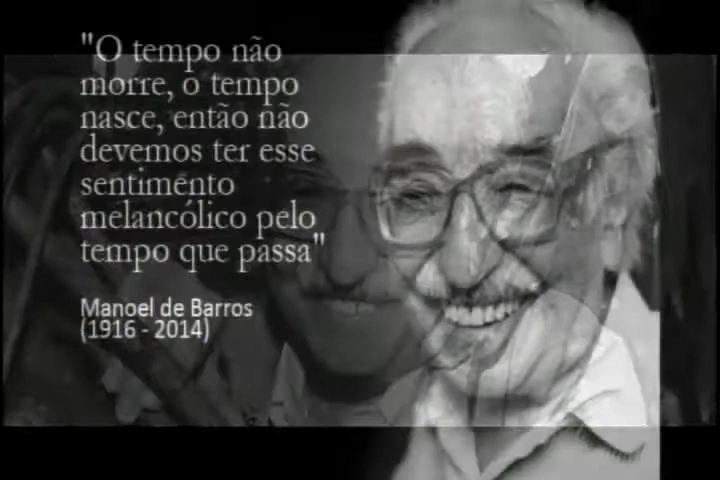 "O tempo não
morre, o tempo
nasce, então não
devemos ter esse
sentimento
melancólico pelo
tempo que passa"
Manoel de Barros
(1916 - 2014)